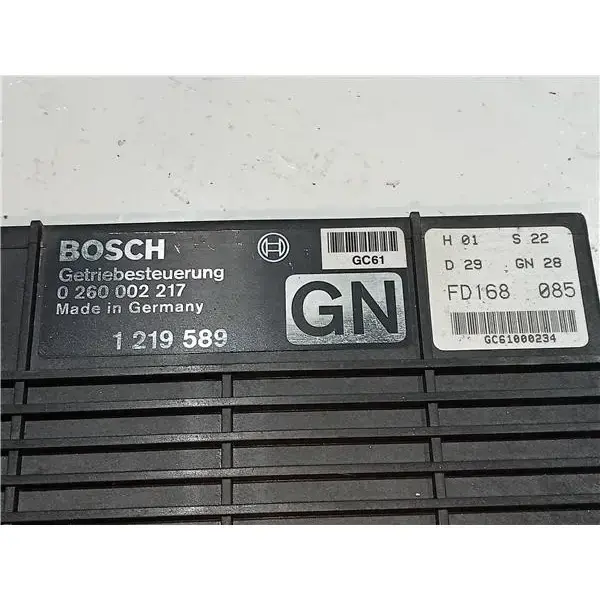 BOSCH
Getriebesteuerung
0 260 002 217
Made in Germany
1 219 589
GC61
GN
H 01 S 22
D 29 GN 28
FD168 085
GC61000234